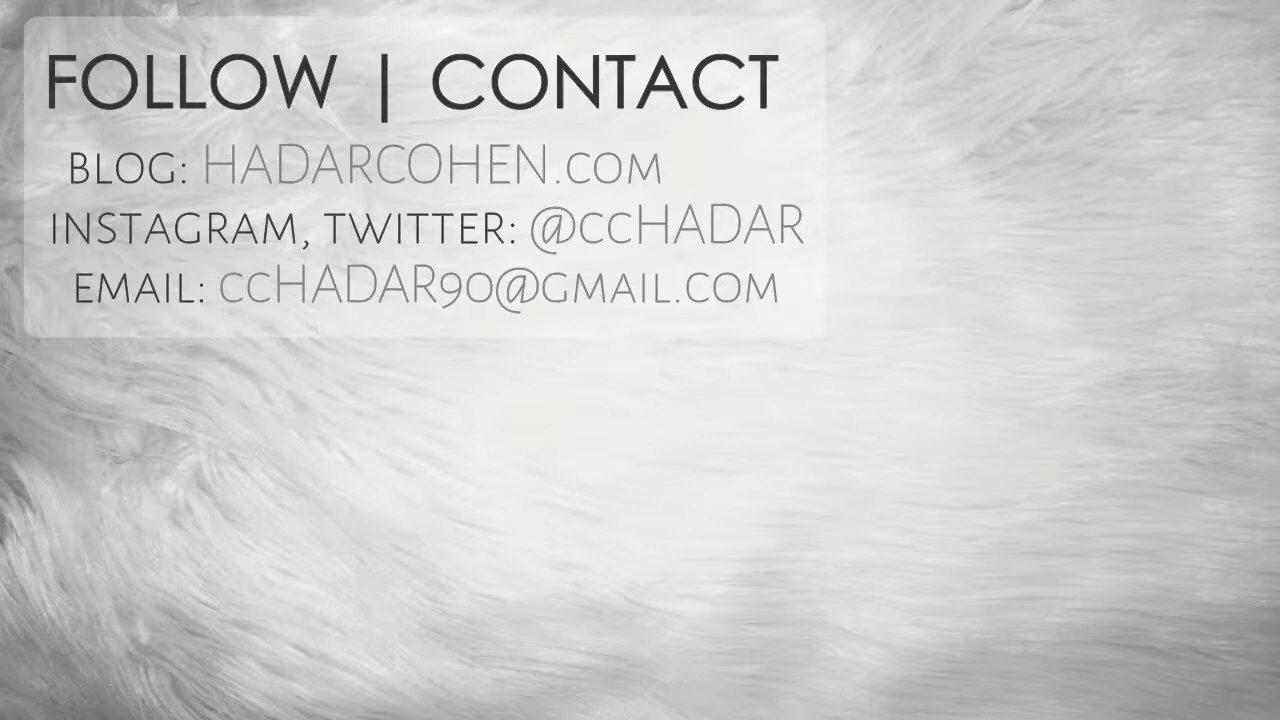 FOLLOW | CONTACT
BLOG: HADARCOHEN.COM
INSTAGRAM, TWITTER: @CCHADAR
EMAIL: CCHADAR90@GMAIL.COM